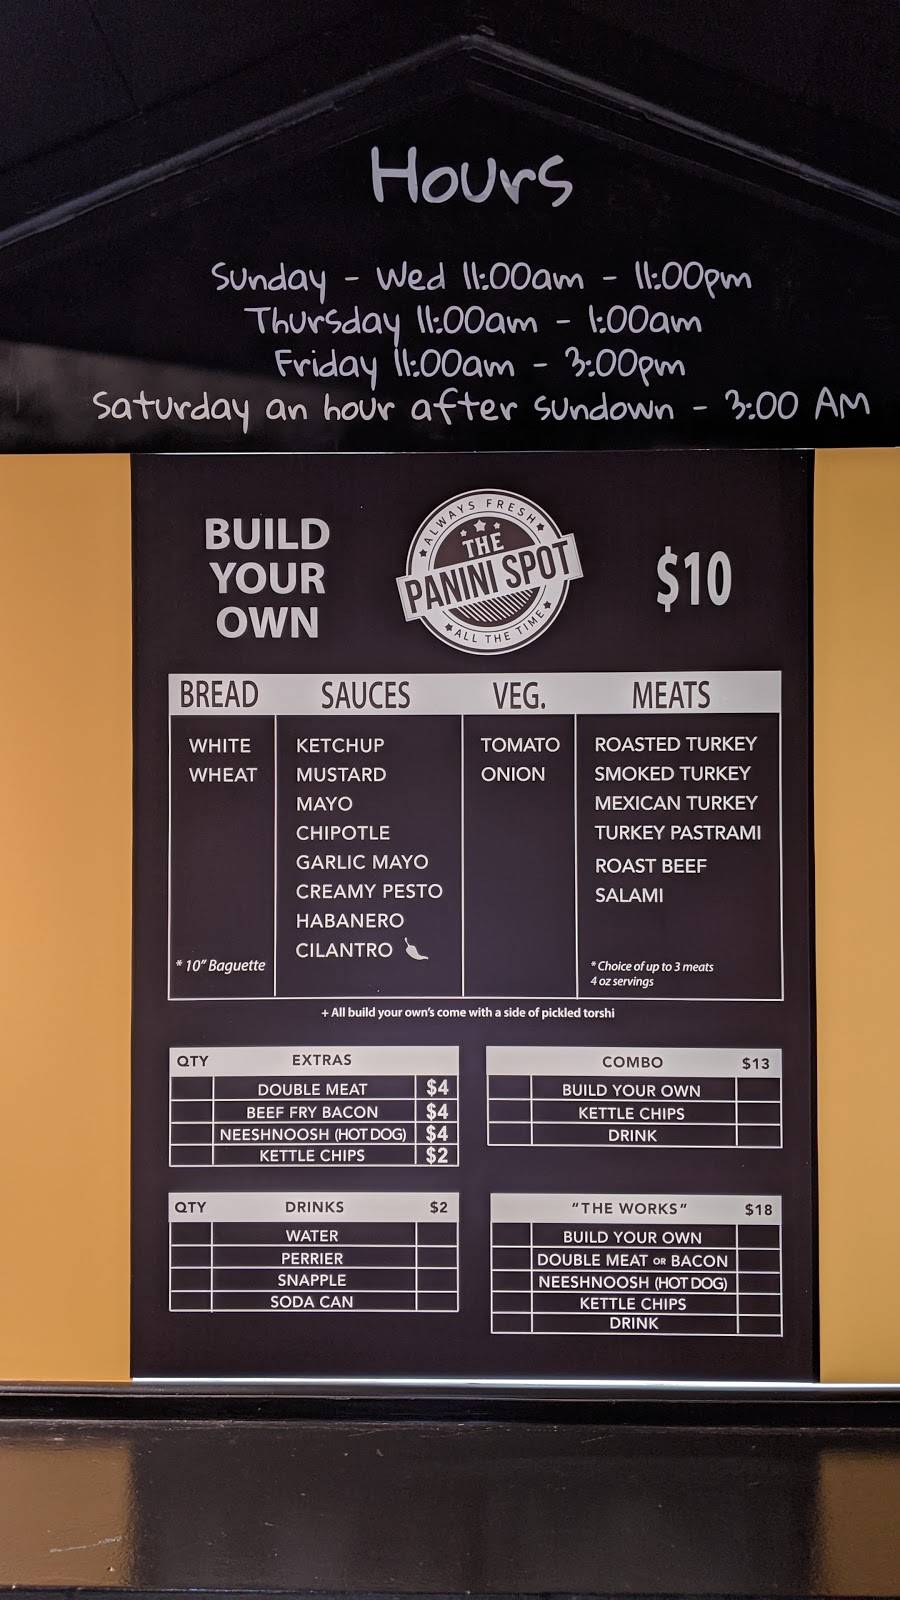 Hours
Sunday - Wed 11:00am - 11:00pm
Thursday 11:00am - 1:00am
Friday 11:00am - 3:00pm
Saturday an hour after sundown - 3:00 AM
BUILD
YOUR
OWN
ALWAYS FRESH
THE
PANINI SPOT
ALL THE TIME
$10
BREAD SAUCES VEG. MEATS
WHITE
WHEAT
* 10" Baguette
KETCHUP
MUSTARD
MAYO
CHIPOTLE
GARLIC MAYO
CREAMY PESTO
HABANERO
CILANTRO
TOMATO
ONION
ROASTED TURKEY
SMOKED TURKEY
MEXICAN TURKEY
TURKEY PASTRAMI
ROAST BEEF
SALAMI
* Choice of up to 3 meats
4 oz servings
+ All build your own's come with a side of pickled torshi
QTY EXTRAS
DOUBLE MEAT $4
BEEF FRY BACON $4
NEESHNOOSH (HOT DOG) $4
KETTLE CHIPS $2
COMBO $13
BUILD YOUR OWN
KETTLE CHIPS
DRINK
QTY DRINKS $2
WATER
PERRIER
SNAPPLE
SODA CAN
"THE WORKS" $18
BUILD YOUR OWN
DOUBLE MEAT OR BACON
NEESHNOOSH (HOT DOG)
KETTLE CHIPS
DRINK